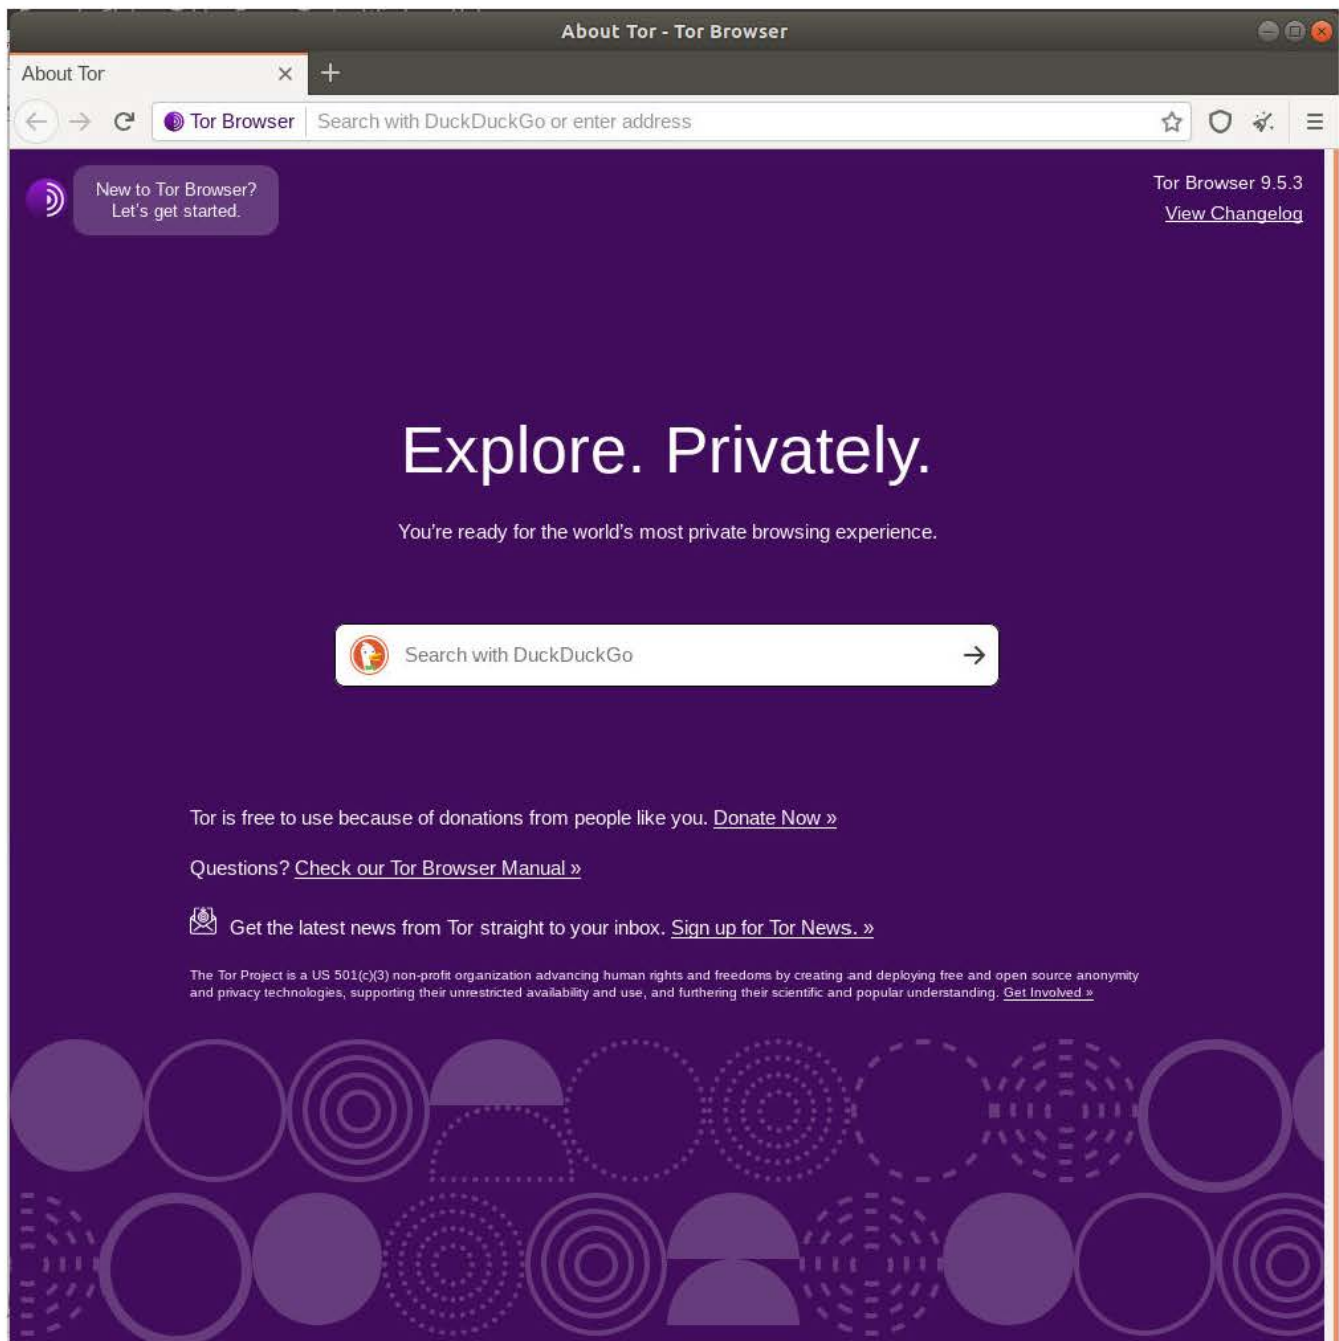 About Tor - Tor Browser
About Tor
Tor Browser Search with DuckDuckGo or enter address
New to Tor Browser?
Let's get started.
Tor Browser 9.5.3
View Changelog
Explore. Privately.
You're ready for the world's most private browsing experience.
Search with DuckDuckGo
Tor is free to use because of donations from people like you. Donate Now »
Questions? Check our Tor Browser Manual »
Get the latest news from Tor straight to your inbox. Sign up for Tor News. »
The Tor Project is a US 501(c)(3) non-profit organization advancing human rights and freedoms by creating and deploying free and open source anonymity
and privacy technologies, supporting their unrestricted availability and use, and furthering their scientific and popular understanding. Get Involved »